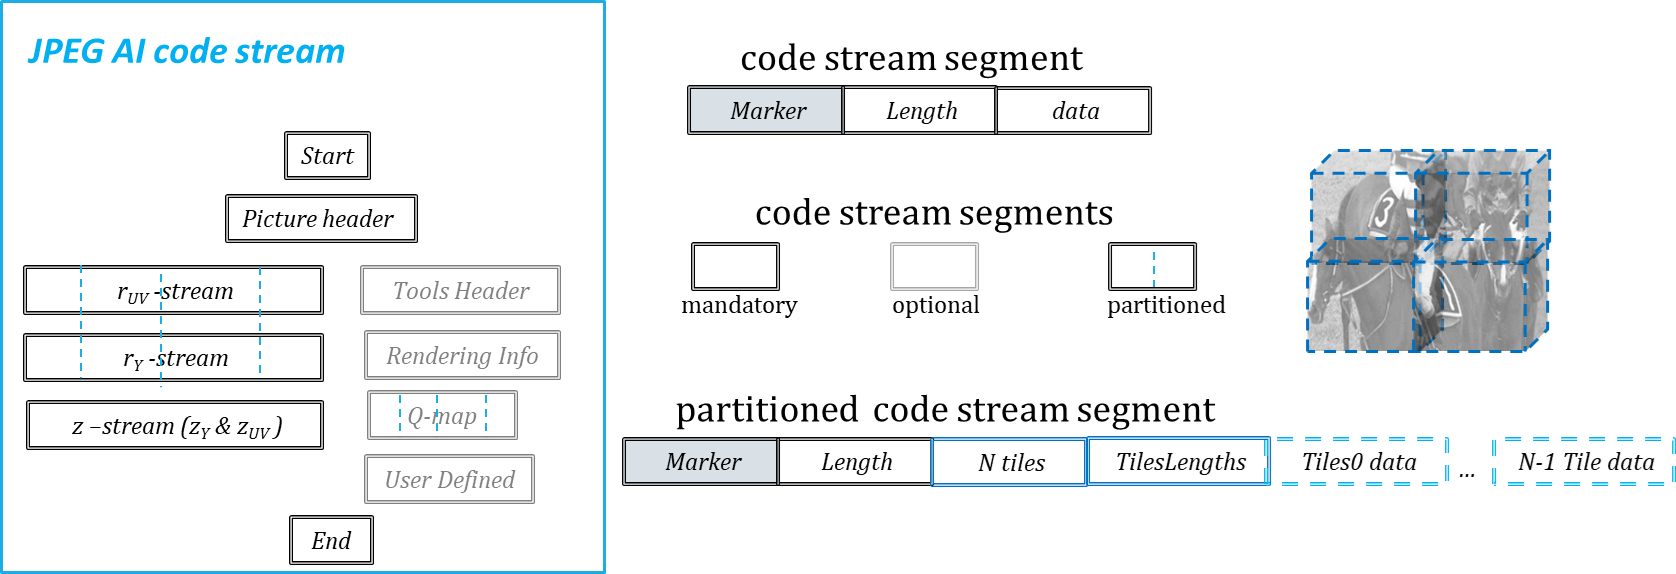 JPEG AI code stream
Start
Picture header
r_UV -stream
r_Y -stream
z –stream (z_Y & z_UV )
Tools Header
Rendering Info
Q-map
User Defined
End
code stream segment
Marker Length data
code stream segments
mandatory optional partitioned
3
partitioned code stream segment
Marker Length N tiles TilesLengths Tiles0 data ... N-1 Tile data